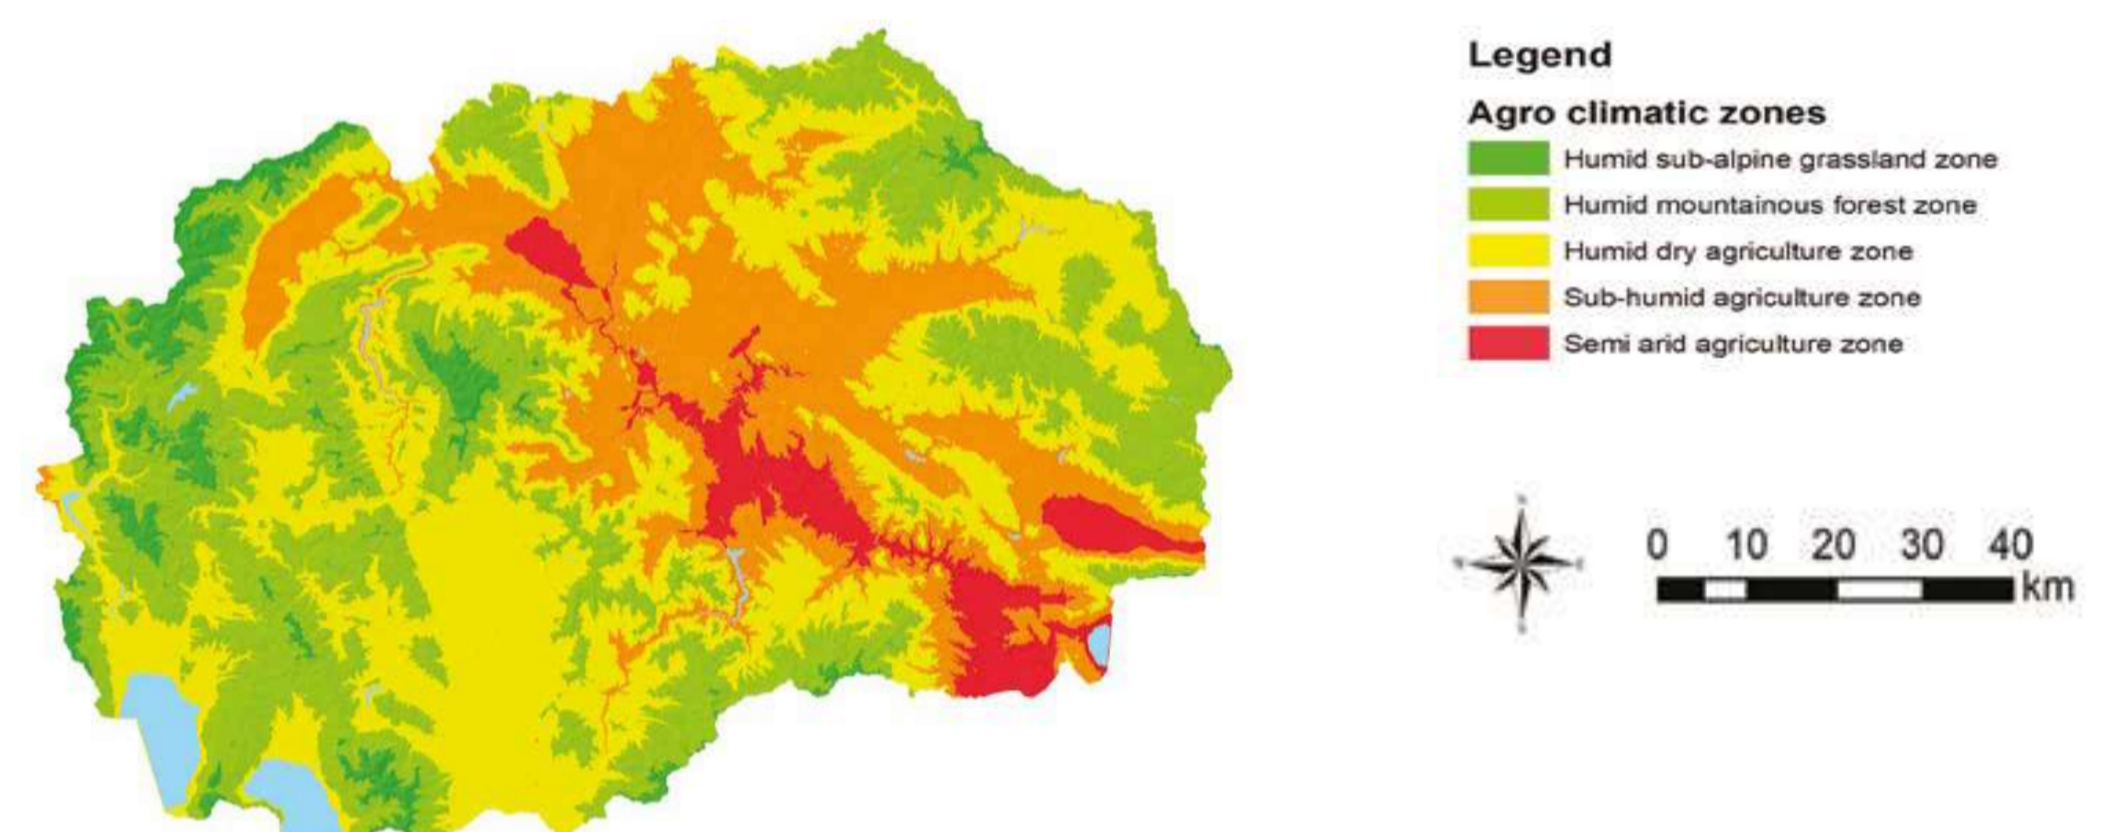 Legend
Agro climatic zones
Humid sub-alpine grassland zone
Humid mountainous forest zone
Humid dry agriculture zone
Sub-humid agriculture zone
Semi arid agriculture zone
0 10 20 30 40
km